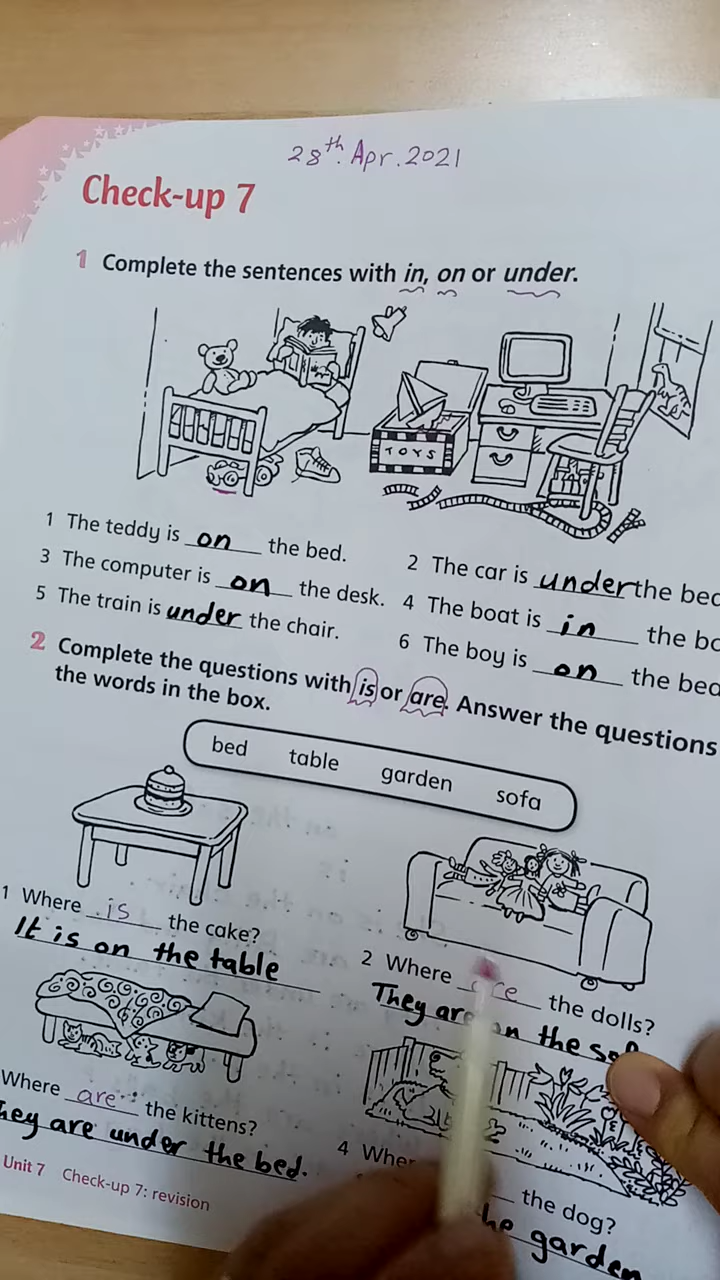 28th. Apr. 2021
Check-up 7
1 Complete the sentences with in, on or under.
TOYS
1 The teddy is on the bed.
2 The car is under the bed
3 The computer is on the desk.
4 The boat is in the bo
5 The train is under the chair.
6 The boy is on the bed
2 Complete the questions with is or are. Answer the questions
the words in the box.
bed table garden sofa
1 Where is the cake?
It is on the table
2 Where are the dolls?
They are on the sof
Where are the kittens?
hey are under the bed.
4 Wher the dog?
he garden
Unit 7 Check-up 7: revision